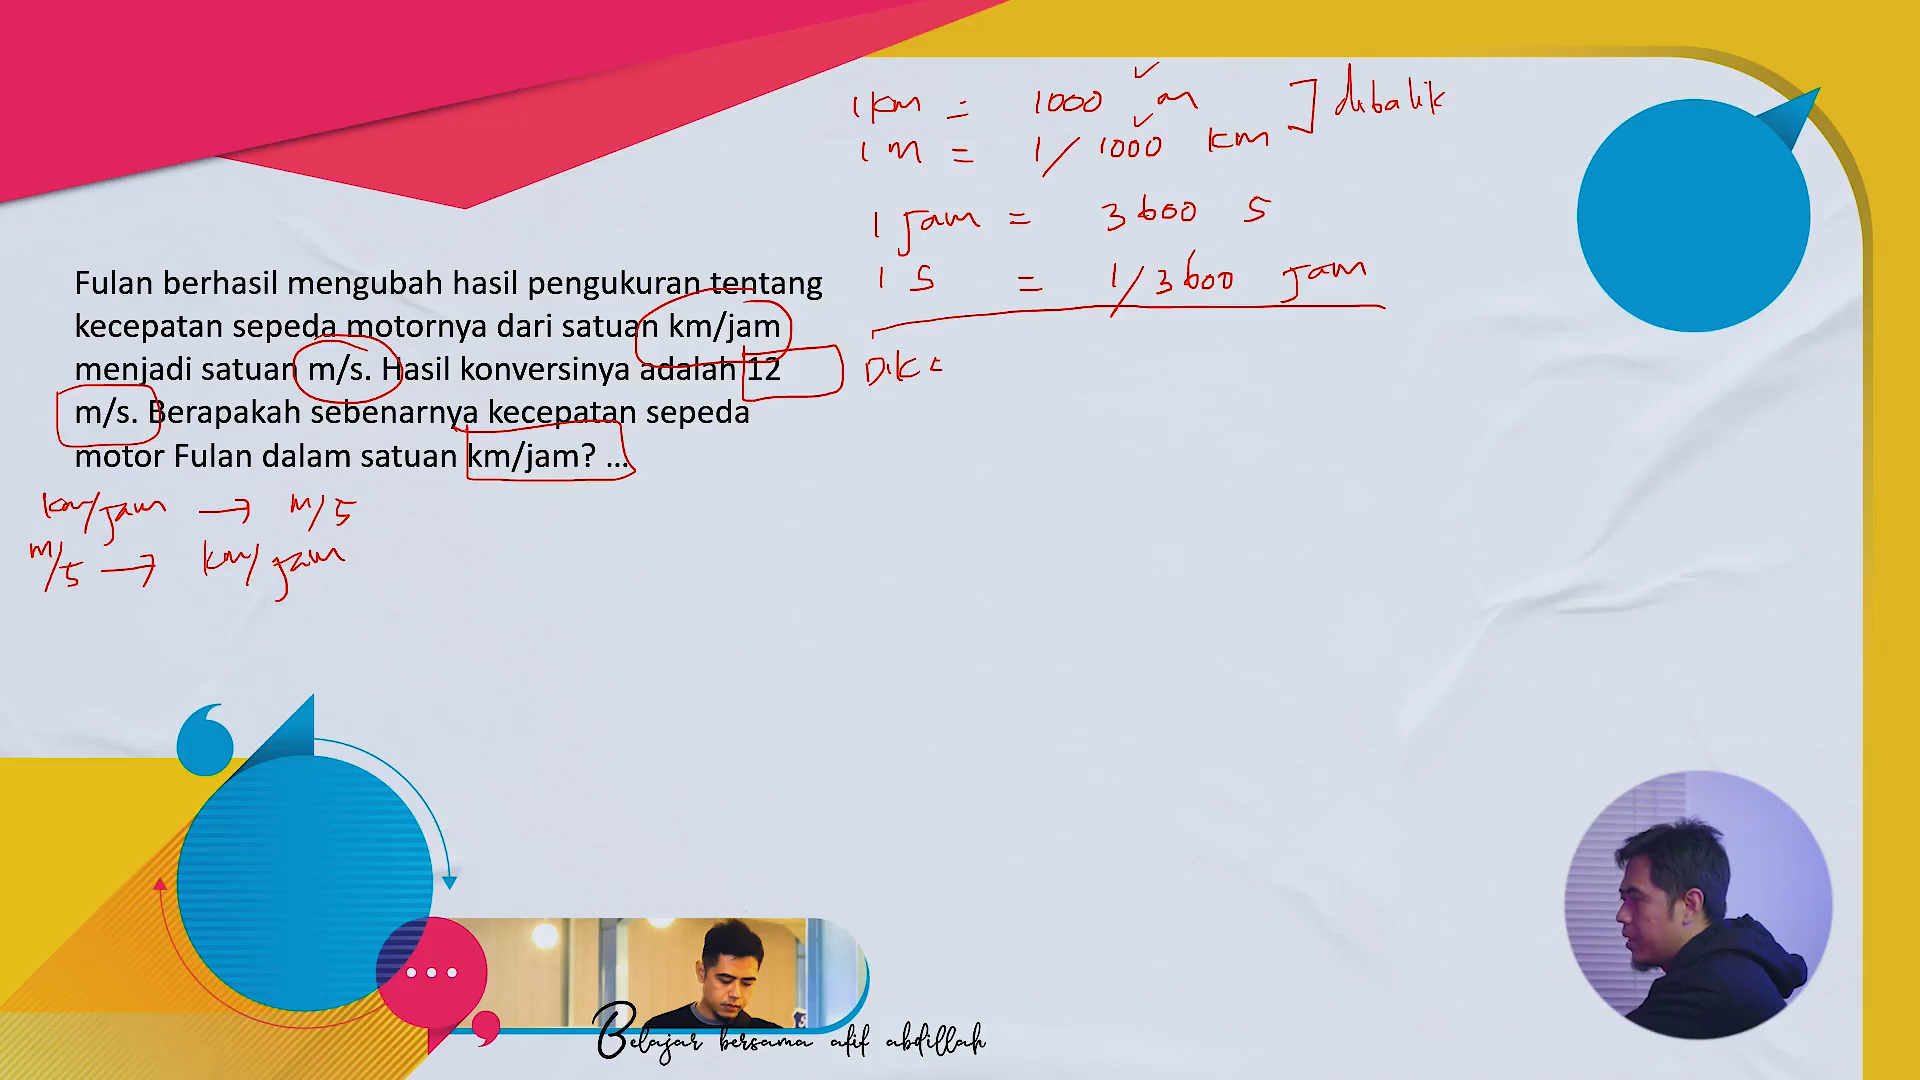 1 km = 1000 m ] dibalik
1 m = 1/1000 km
1 jam = 3600 s
1 s = 1/3600 jam
Dik =
Fulan berhasil mengubah hasil pengukuran tentang
kecepatan sepeda motornya dari satuan km/jam
menjadi satuan m/s. Hasil konversinya adalah 12
m/s. Berapakah sebenarnya kecepatan sepeda
motor Fulan dalam satuan km/jam? ...
km/jam → m/s
m/s → km/jam
Belajar bersama afif abdillah